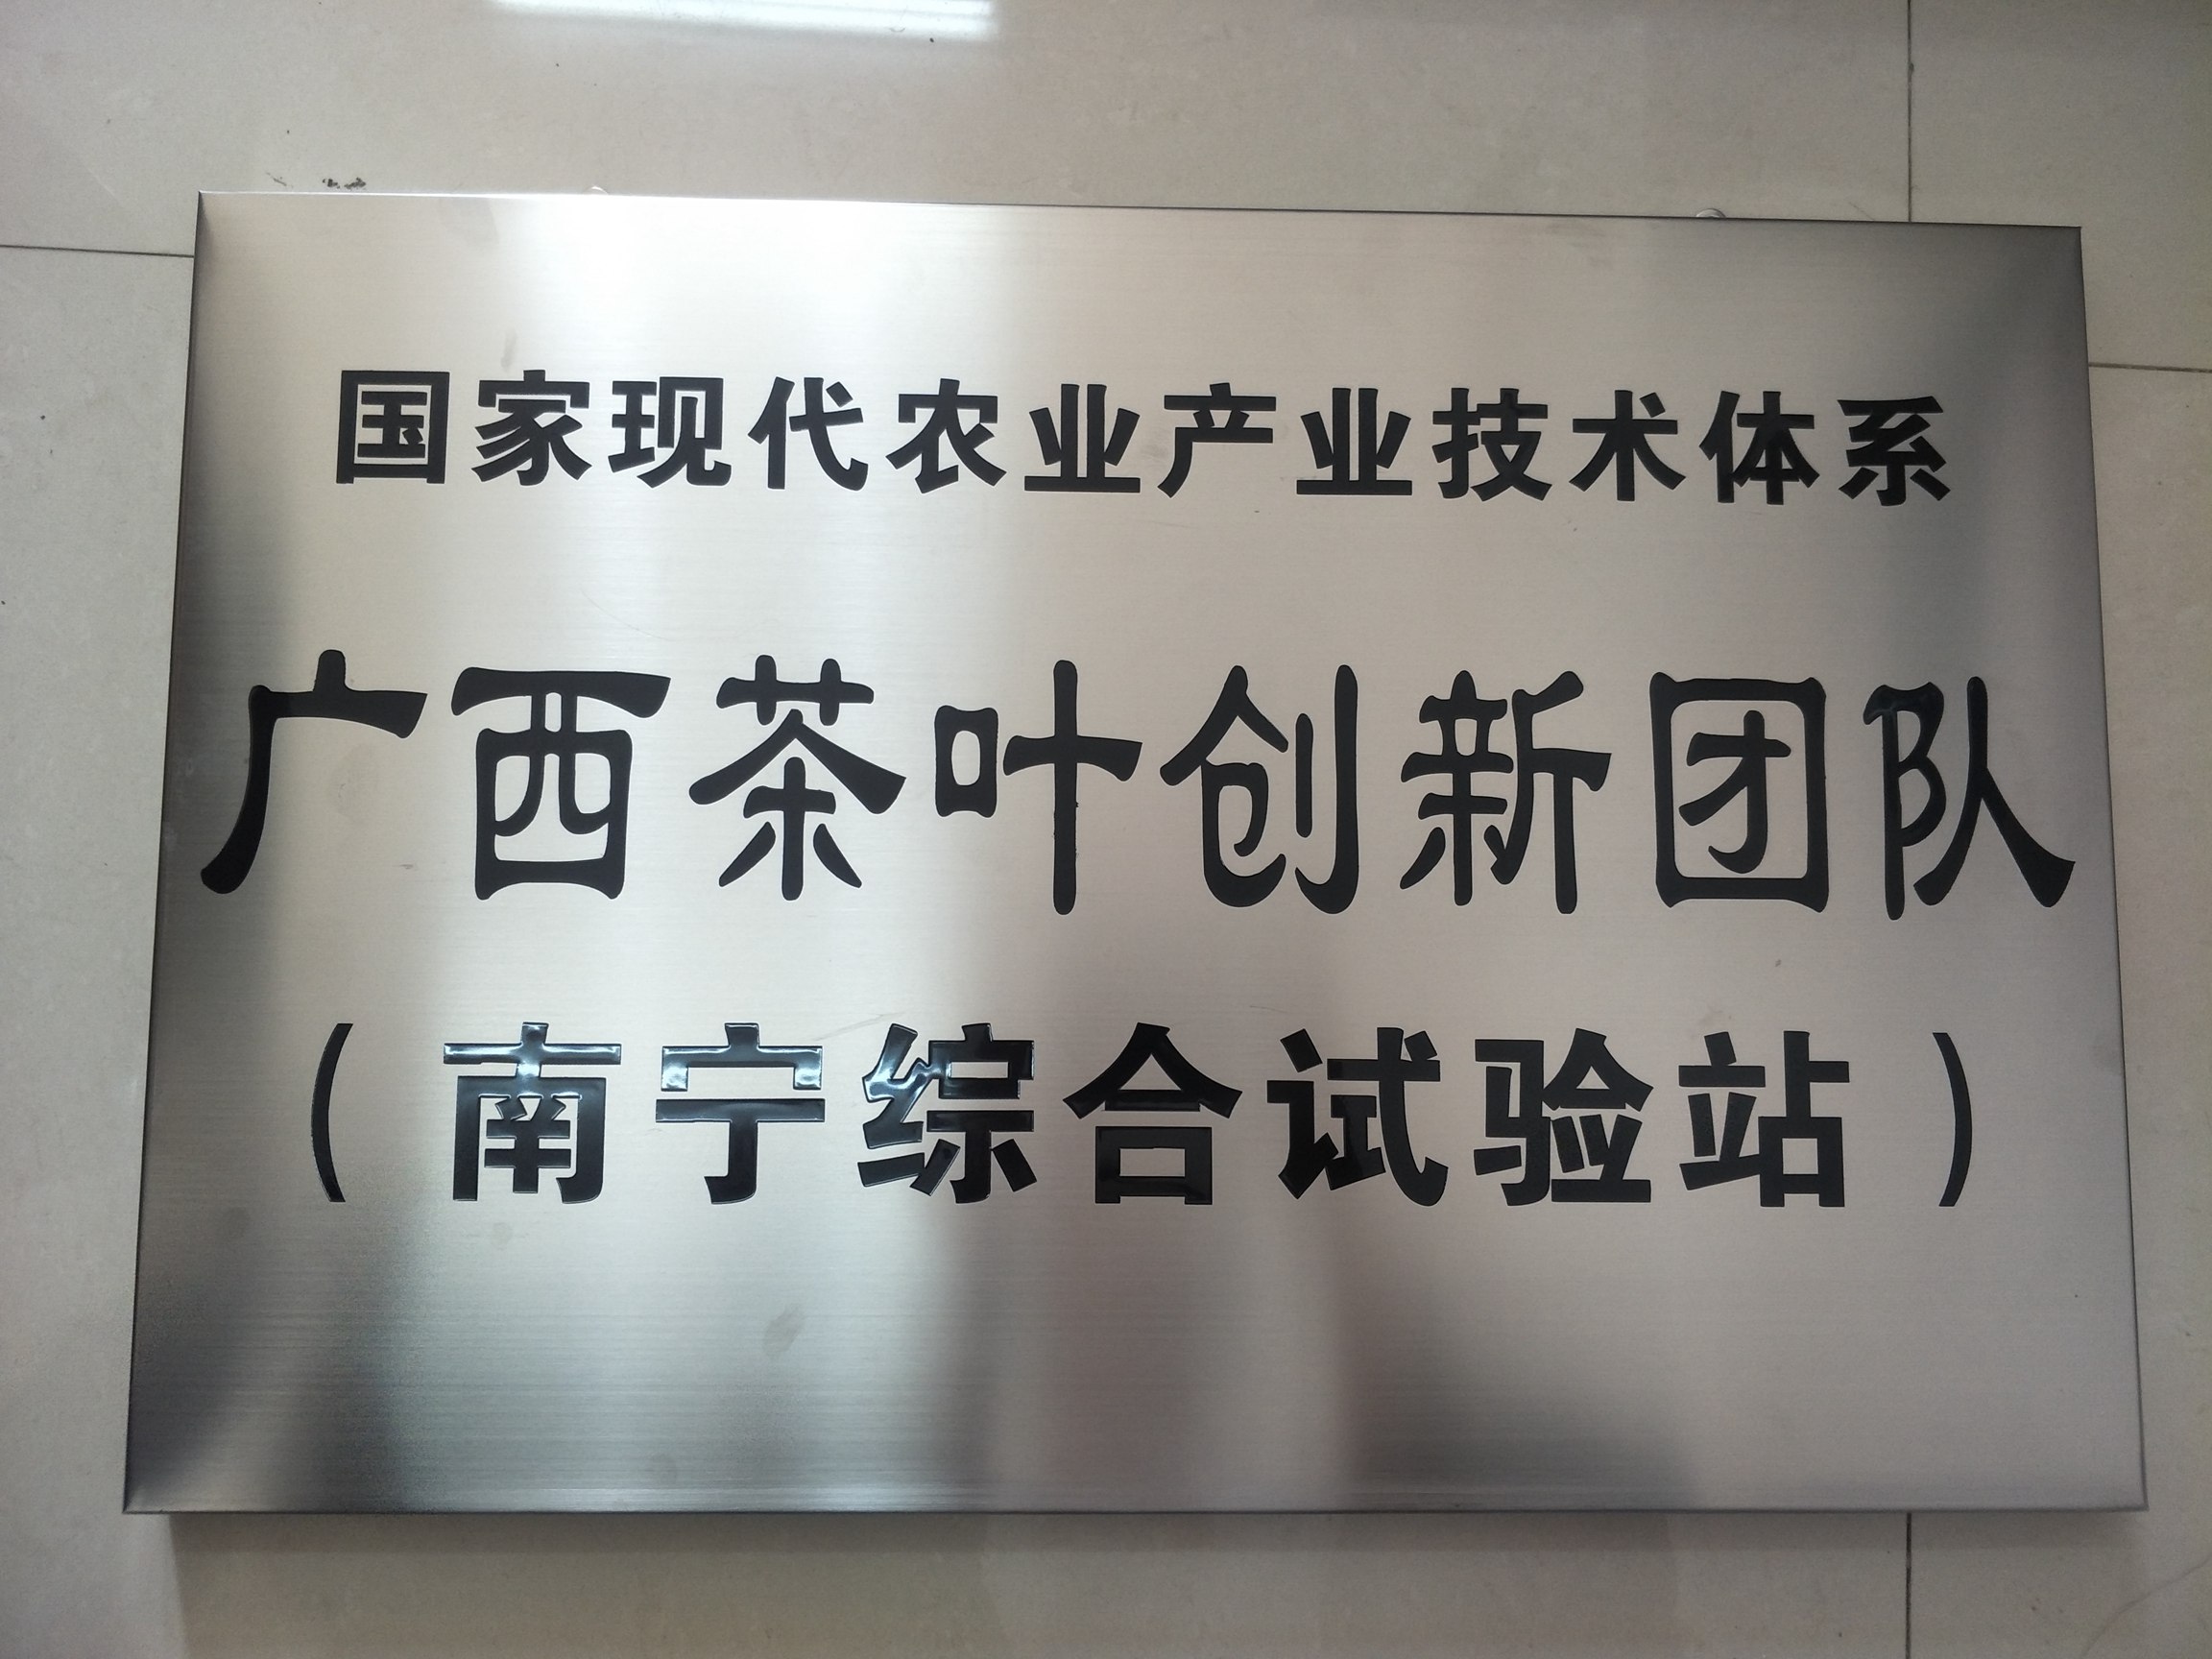 国家现代农业产业技术体系
广西茶叶创新团队
（南宁综合试验站）